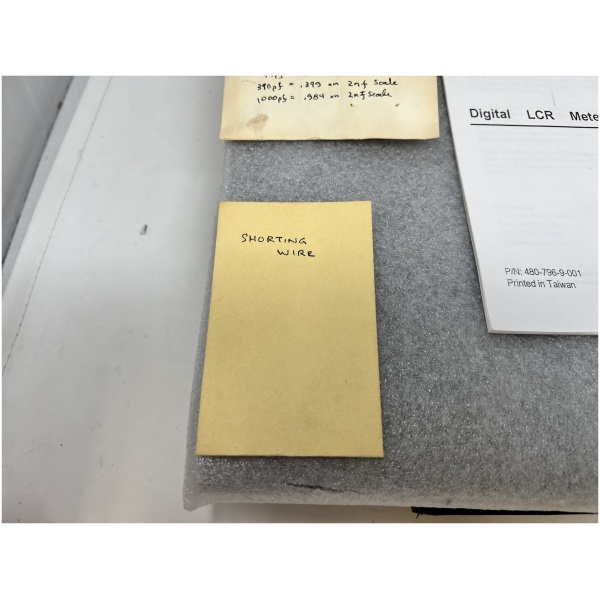 390pf = .399 on 2nf Scale
1000pf = .984 on 2nf Scale
Digital LCR Mete
SHORTING
WIRE
P/N: 480-796-9-001
Printed in Taiwan